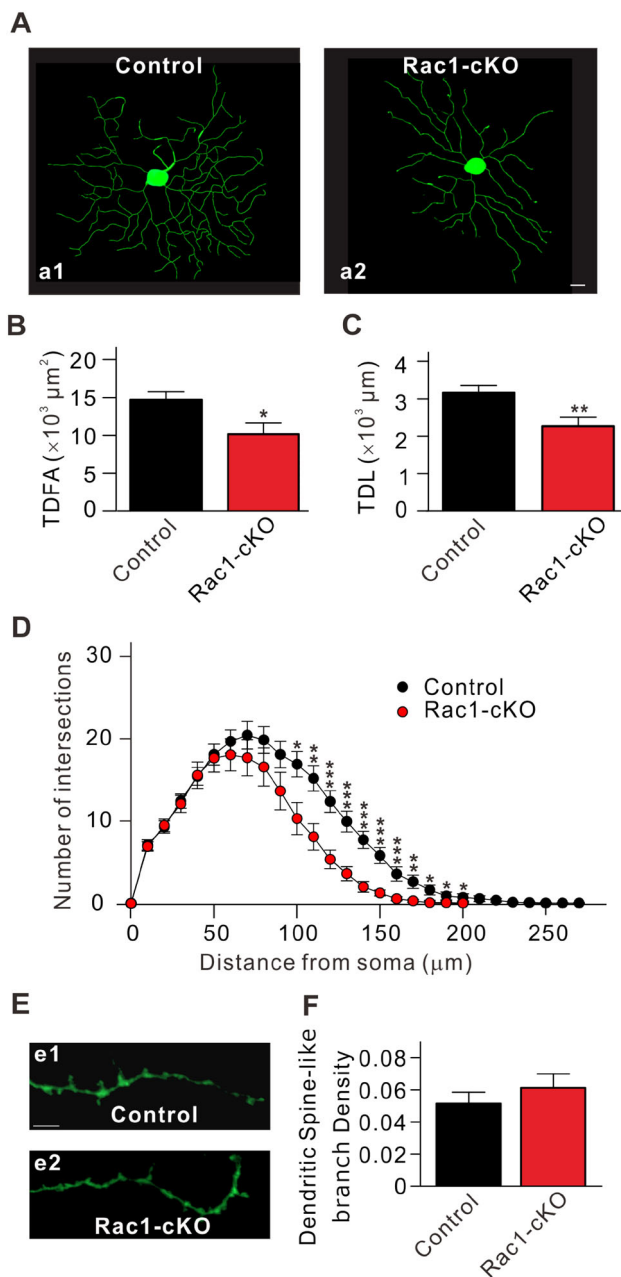 A
Control
Rac1-cKO
a1
a2
B
TDFA (×10³ μm²)
20
15
10
5
0
*
Control
Rac1-cKO
C
TDL (×10³ μm)
4
3
2
1
0
**
Control
Rac1-cKO
D
Number of intersections
30
20
10
0
Control
Rac1-cKO
*
**
***
***
***
***
***
**
*
*
*
0
50
100
150
200
250
Distance from soma (μm)
E
e1
Control
e2
Rac1-cKO
F
Dendritic Spine-like
branch Density
0.08
0.06
0.04
0.02
0
Control
Rac1-cKO